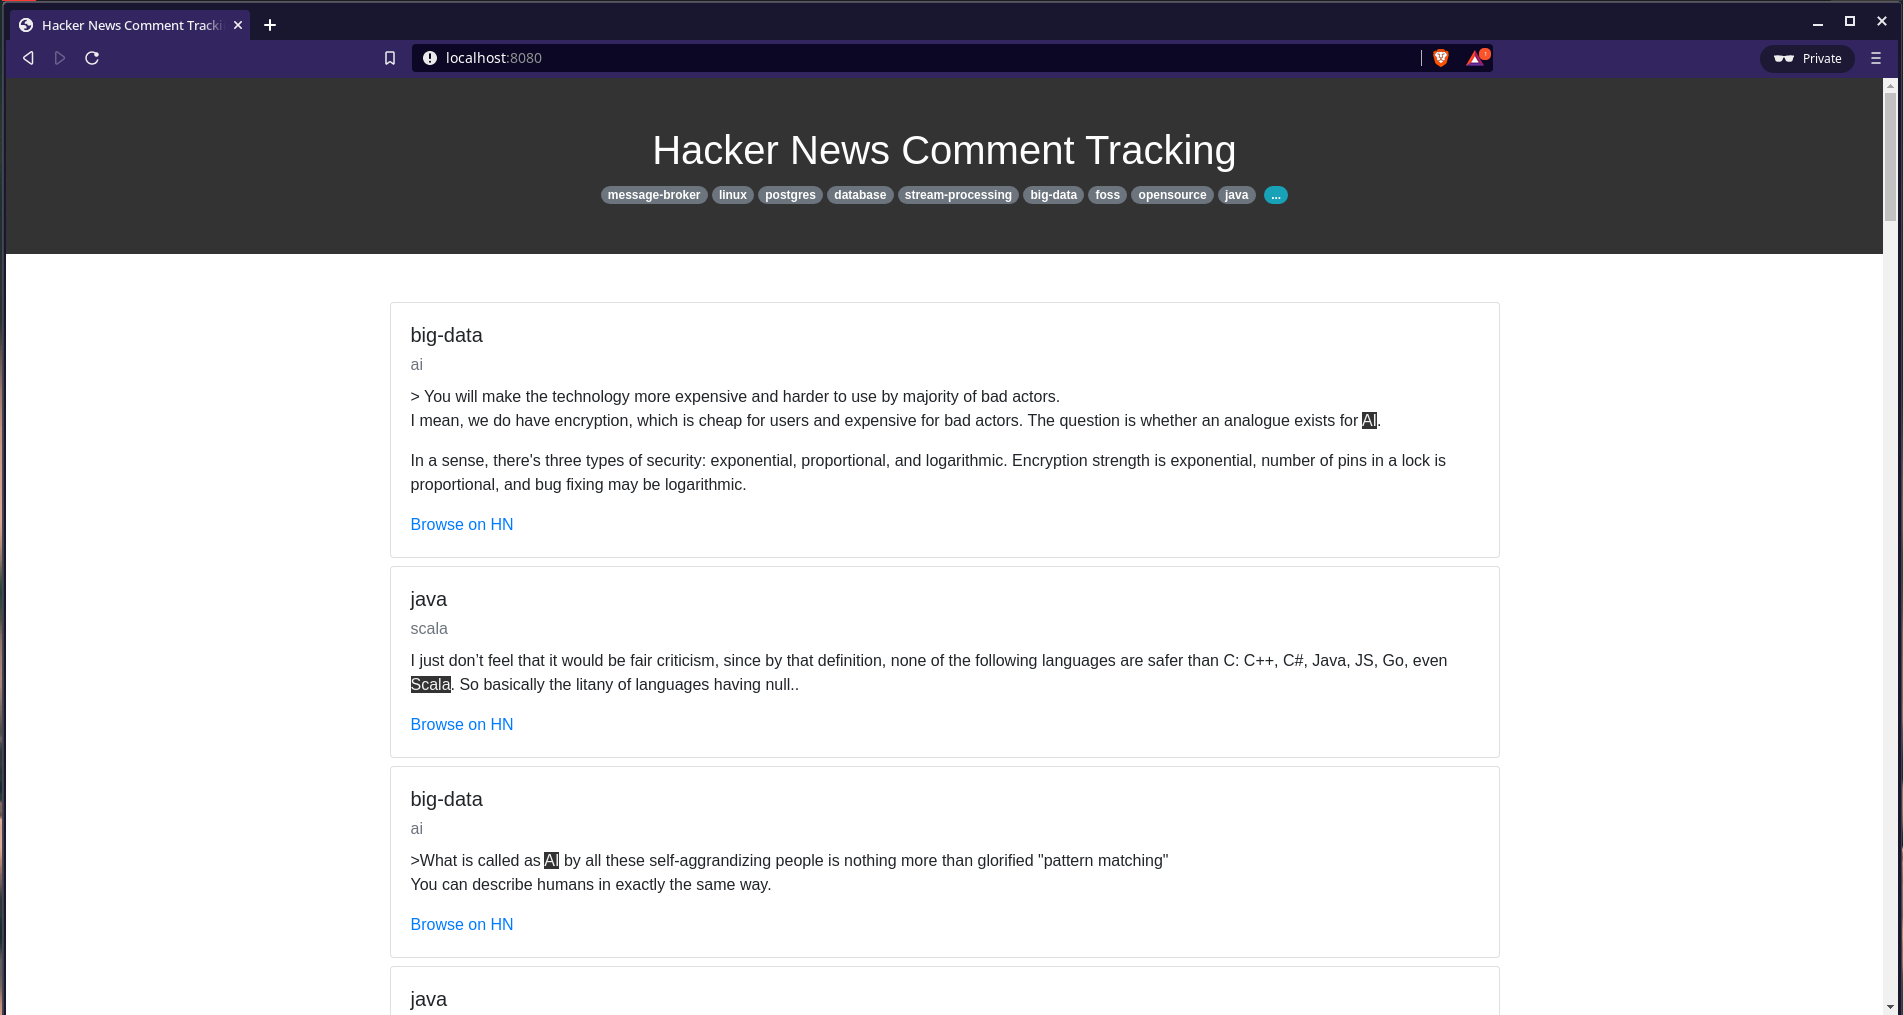 Hacker News Comment Tracki
localhost:8080
Private
Hacker News Comment Tracking
message-broker linux postgres database stream-processing big-data foss opensource java ...
big-data
ai
> You will make the technology more expensive and harder to use by majority of bad actors.
I mean, we do have encryption, which is cheap for users and expensive for bad actors. The question is whether an analogue exists for AI.
In a sense, there's three types of security: exponential, proportional, and logarithmic. Encryption strength is exponential, number of pins in a lock is
proportional, and bug fixing may be logarithmic.
Browse on HN
java
scala
I just don’t feel that it would be fair criticism, since by that definition, none of the following languages are safer than C: C++, C#, Java, JS, Go, even
Scala. So basically the litany of languages having null..
Browse on HN
big-data
ai
>What is called as AI by all these self-aggrandizing people is nothing more than glorified "pattern matching"
You can describe humans in exactly the same way.
Browse on HN
java